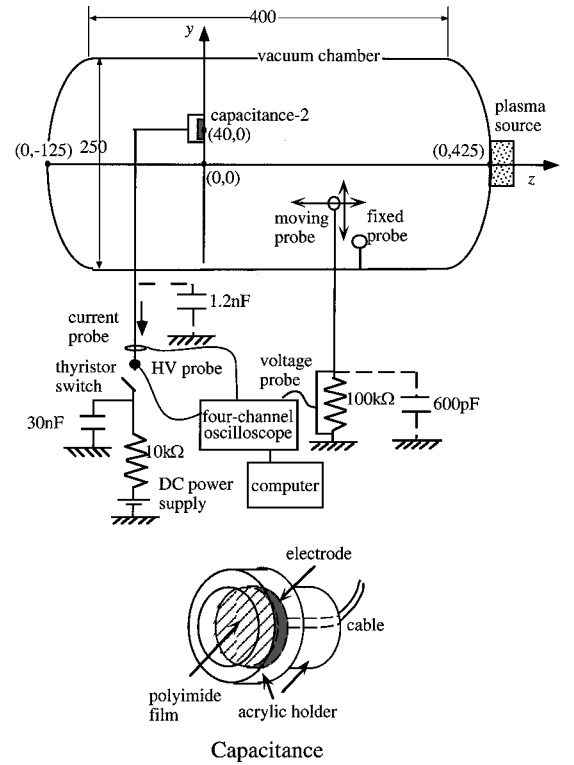 400
y
vacuum chamber
capacitance-2
(40,0)
plasma
source
(0,-125)
250
(0,425)
(0,0)
z
moving
probe
fixed
probe
1.2nF
current
probe
thyristor
switch
HV probe
voltage
probe
30nF
four-channel
oscilloscope
100kΩ
600pF
10kΩ
DC power
supply
computer
electrode
cable
polyimide
film
acrylic holder
Capacitance